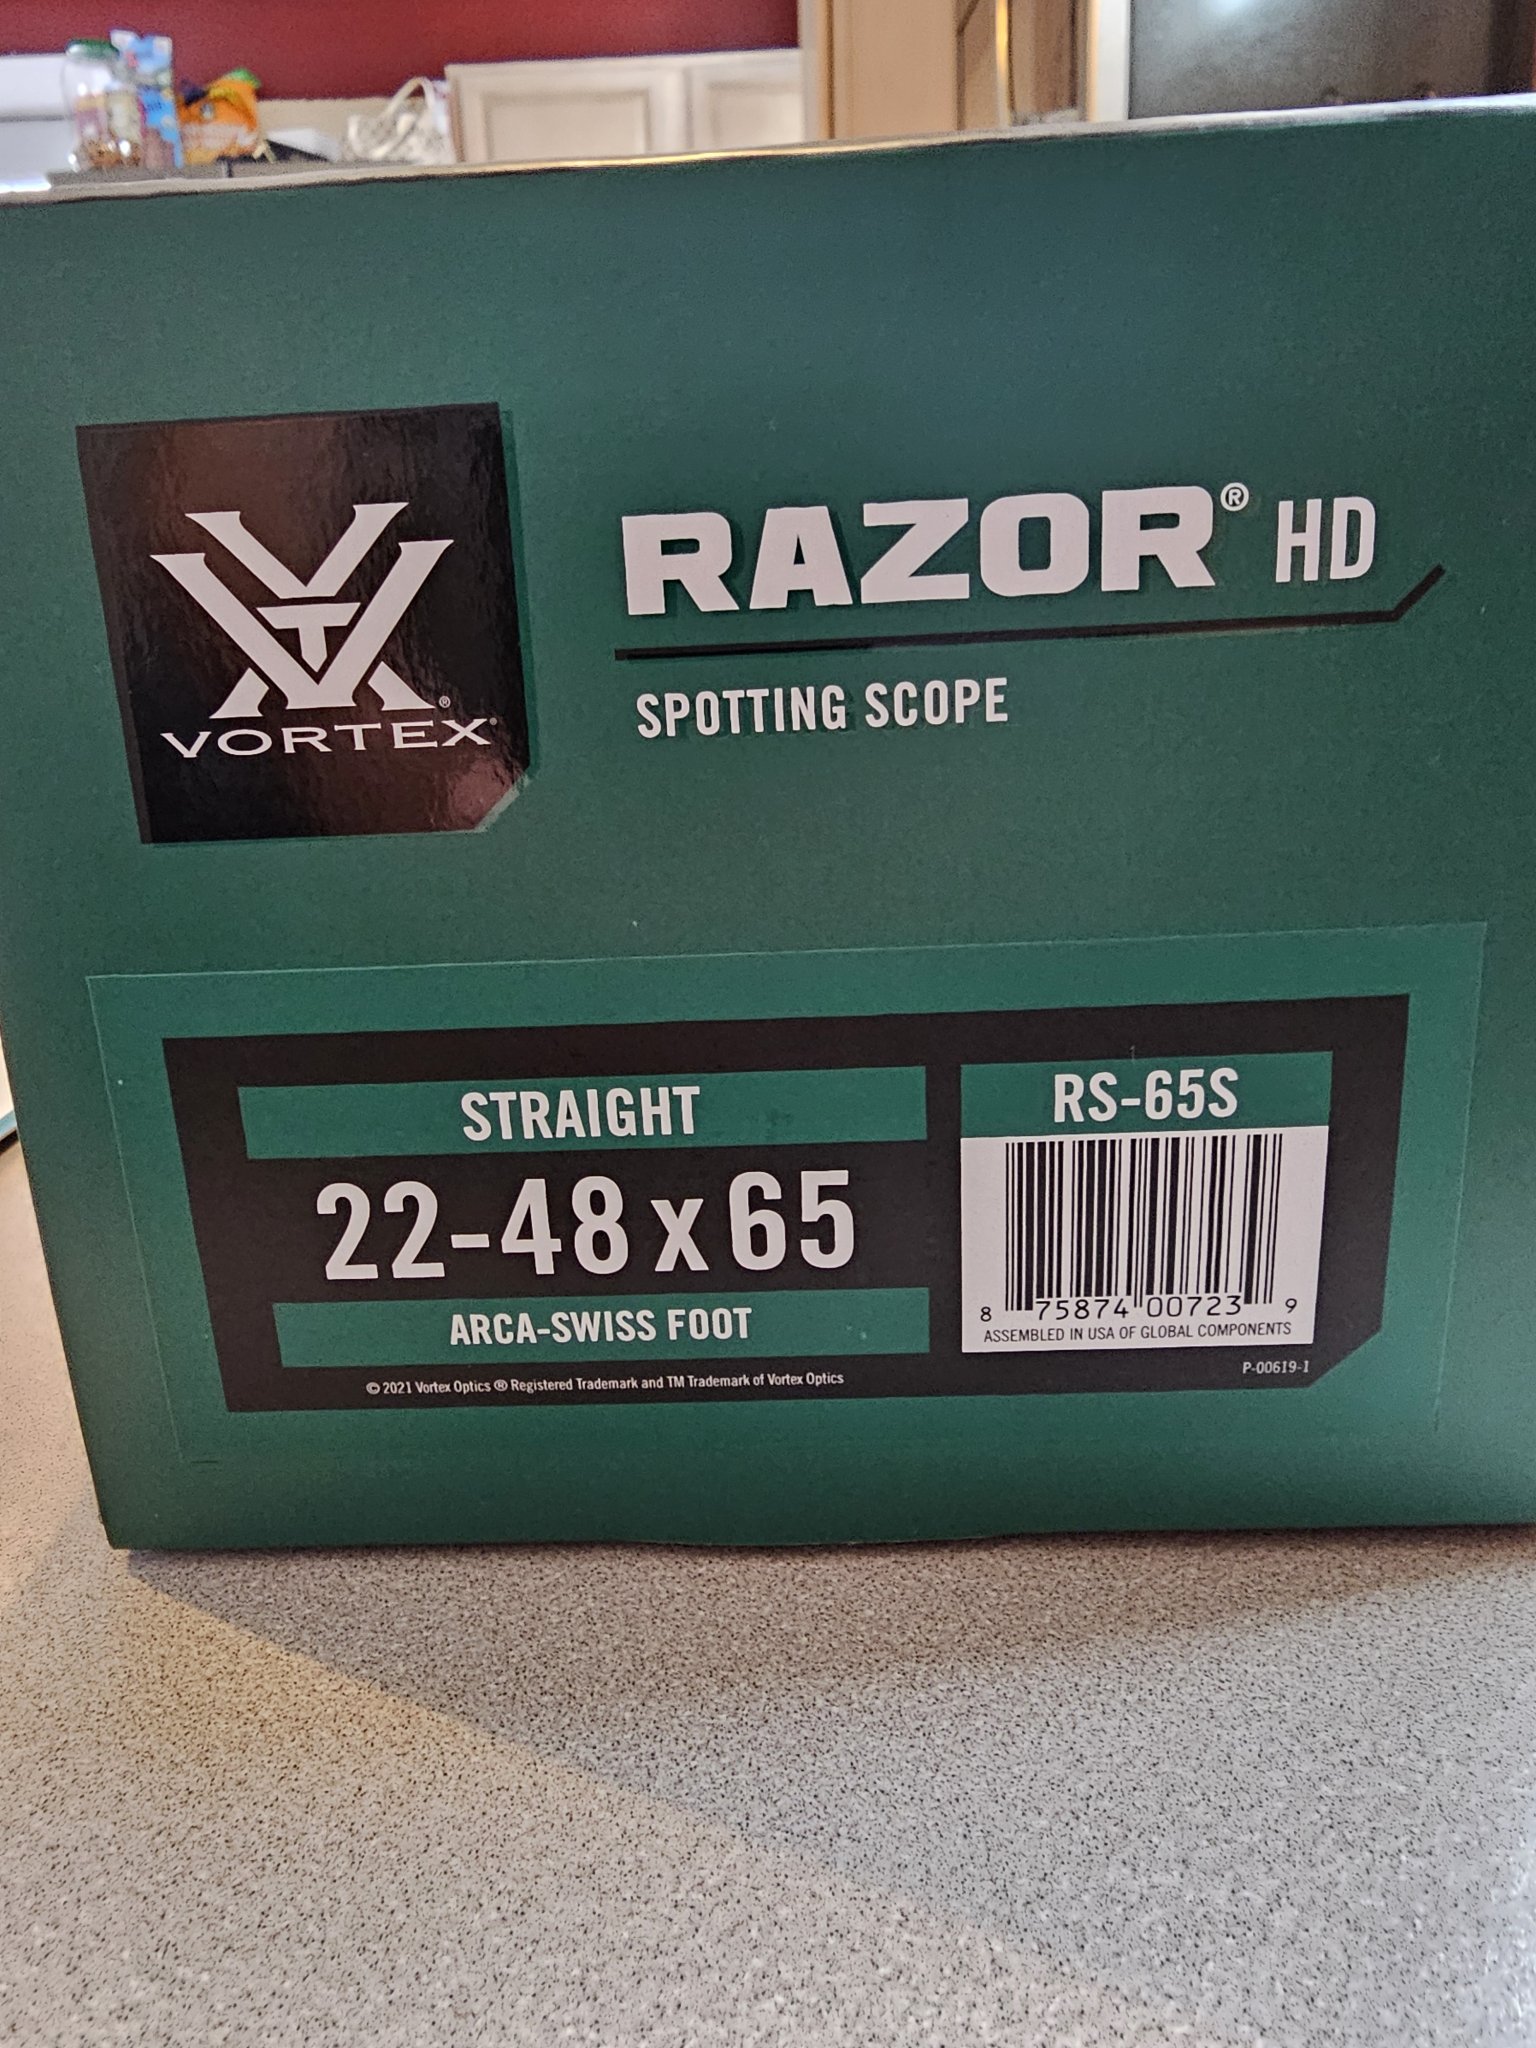 VORTEX®
RAZOR® HD
SPOTTING SCOPE
STRAIGHT
22-48 x 65
ARCA-SWISS FOOT
© 2021 Vortex Optics ® Registered Trademark and TM Trademark of Vortex Optics
RS-65S
8 75874 00723 9
ASSEMBLED IN USA OF GLOBAL COMPONENTS
P-00619-1